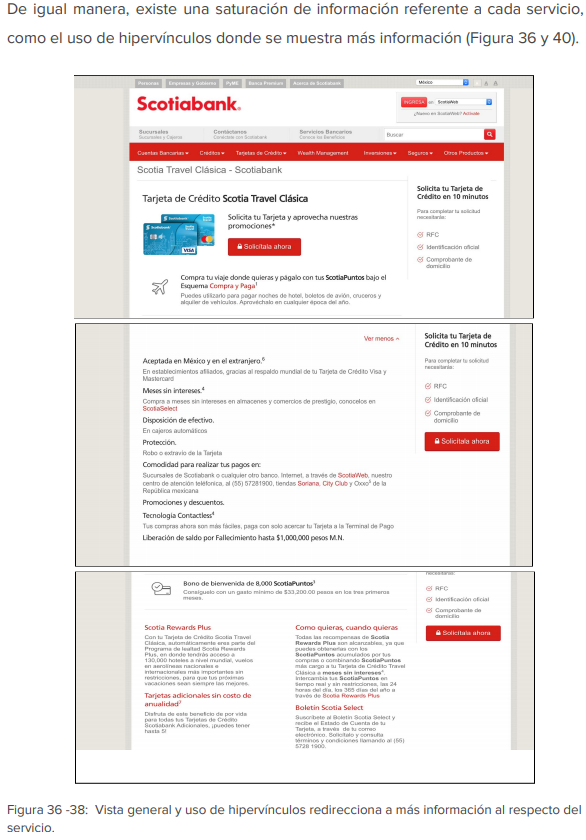 De igual manera, existe una saturación de información referente a cada servicio,
como el uso de hipervínculos donde se muestra más información (Figura 36 y 40).
Personas Empresas y Gobierno PyME Banca Premium Acerca de Scotiabank México A A
Scotiabank®
INGRESA en ScotiaWeb
¿Nuevo en ScotiaWeb? Actívate
Sucursales Contáctanos Servicios Bancarios Buscar
Sucursales y Cajeros Conéctate con Scotiabank Conoce los Beneficios
Cuentas Bancarias Créditos Tarjetas de Crédito Wealth Management Inversiones Seguros Otros Productos
Scotia Travel Clásica - Scotiabank
Tarjeta de Crédito Scotia Travel Clásica
Solicita tu Tarjeta y aprovecha nuestras
promociones*
Solicítala ahora
Compra tu viaje donde quieras y págalo con tus ScotiaPuntos bajo el
Esquema Compra y Paga¹
Puedes utilizarlo para pagar noches de hotel, boletos de avión, cruceros y
alquiler de vehículos. Aprovéchalo en cualquier época del año.
Solicita tu Tarjeta de
Crédito en 10 minutos
Para completar tu solicitud
necesitarás:
RFC
Identificación oficial
Comprobante de
domicilio
Ver menos
Aceptada en México y en el extranjero.⁶
En establecimientos afiliados, gracias al respaldo mundial de tu Tarjeta de Crédito Visa y
Mastercard
Meses sin intereses.⁴
Compra a meses sin intereses en almacenes y comercios de prestigio, conócelos en
ScotiaSelect
Disposición de efectivo.
En cajeros automáticos
Protección.
Robo o extravío de la Tarjeta
Comodidad para realizar tus pagos en:
Sucursales de Scotiabank o cualquier otro banco. Internet, a través de ScotiaWeb, nuestro
centro de atención telefónica, al (55) 57281900, tiendas Soriana, City Club y Oxxo⁵ de la
República mexicana
Promociones y descuentos.
Tecnología Contactless⁴
Tus compras ahora son más fáciles, paga con solo acercar tu Tarjeta a la Terminal de Pago
Liberación de saldo por Fallecimiento hasta $1,000,000 pesos M.N.
Solicita tu Tarjeta de
Crédito en 10 minutos
Para completar tu solicitud
necesitarás:
RFC
Identificación oficial
Comprobante de
domicilio
Solicítala ahora
Bono de bienvenida de 8,000 ScotiaPuntos⁷
Consíguelo con un gasto mínimo de $33,200.00 pesos en los tres primeros
meses.
Scotia Rewards Plus
Con tu Tarjeta de Crédito Scotia Travel
Clásica, automáticamente eres parte del
Programa de lealtad Scotia Rewards
Plus, en donde tendrás acceso a
130,000 hoteles a nivel mundial, vuelos
en aerolíneas nacionales e
internacionales más importantes sin
restricciones, para que tus próximas
vacaciones sean siempre las mejores.
Tarjetas adicionales sin costo de
anualidad³
Disfruta de este beneficio de por vida
para todas tus Tarjetas de Crédito
Scotiabank Adicionales, ¡puedes tener
hasta 5!
Como quieras, cuando quieras
Todas las recompensas de Scotia
Rewards Plus son alcanzables, ya que
puedes obtenerlas con los
ScotiaPuntos acumulados por tus
compras o combinando ScotiaPuntos
más cargo a tu Tarjeta de Crédito Travel
Clásica a meses sin intereses⁴.
Intercambia tus ScotiaPuntos en
tiempo real y sin restricciones, las 24
horas del día, los 365 días del año a
través de Scotia Rewards Plus
Boletín Scotia Select
Suscríbete al Boletín Scotia Select y
recibe el Estado de Cuenta de tu
Tarjeta, a través de tu correo
electrónico. Solicítalo y consulta
términos y condiciones llamando al (55)
5728 1900.
necesitarás:
RFC
Identificación oficial
Comprobante de
domicilio
Solicítala ahora
Figura 36 -38: Vista general y uso de hipervínculos redirecciona a más información al respecto del
servicio.